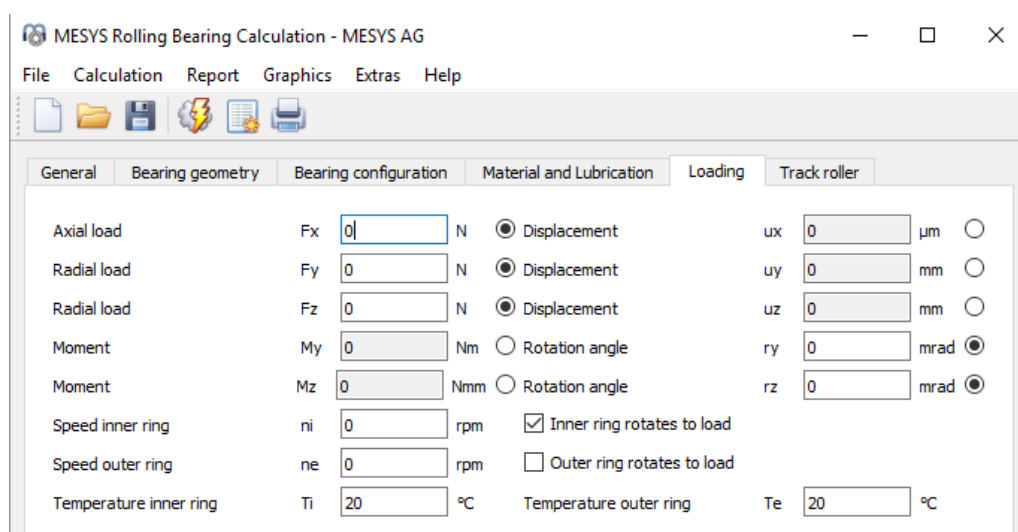 MESYS Rolling Bearing Calculation - MESYS AG
File Calculation Report Graphics Extras Help
General Bearing geometry Bearing configuration Material and Lubrication Loading Track roller
Axial load Fx 0 N Displacement ux 0 µm
Radial load Fy 0 N Displacement uy 0 mm
Radial load Fz 0 N Displacement uz 0 mm
Moment My 0 Nm Rotation angle ry 0 mrad
Moment Mz 0 Nmm Rotation angle rz 0 mrad
Speed inner ring ni 0 rpm Inner ring rotates to load
Speed outer ring ne 0 rpm Outer ring rotates to load
Temperature inner ring Ti 20 °C Temperature outer ring Te 20 °C